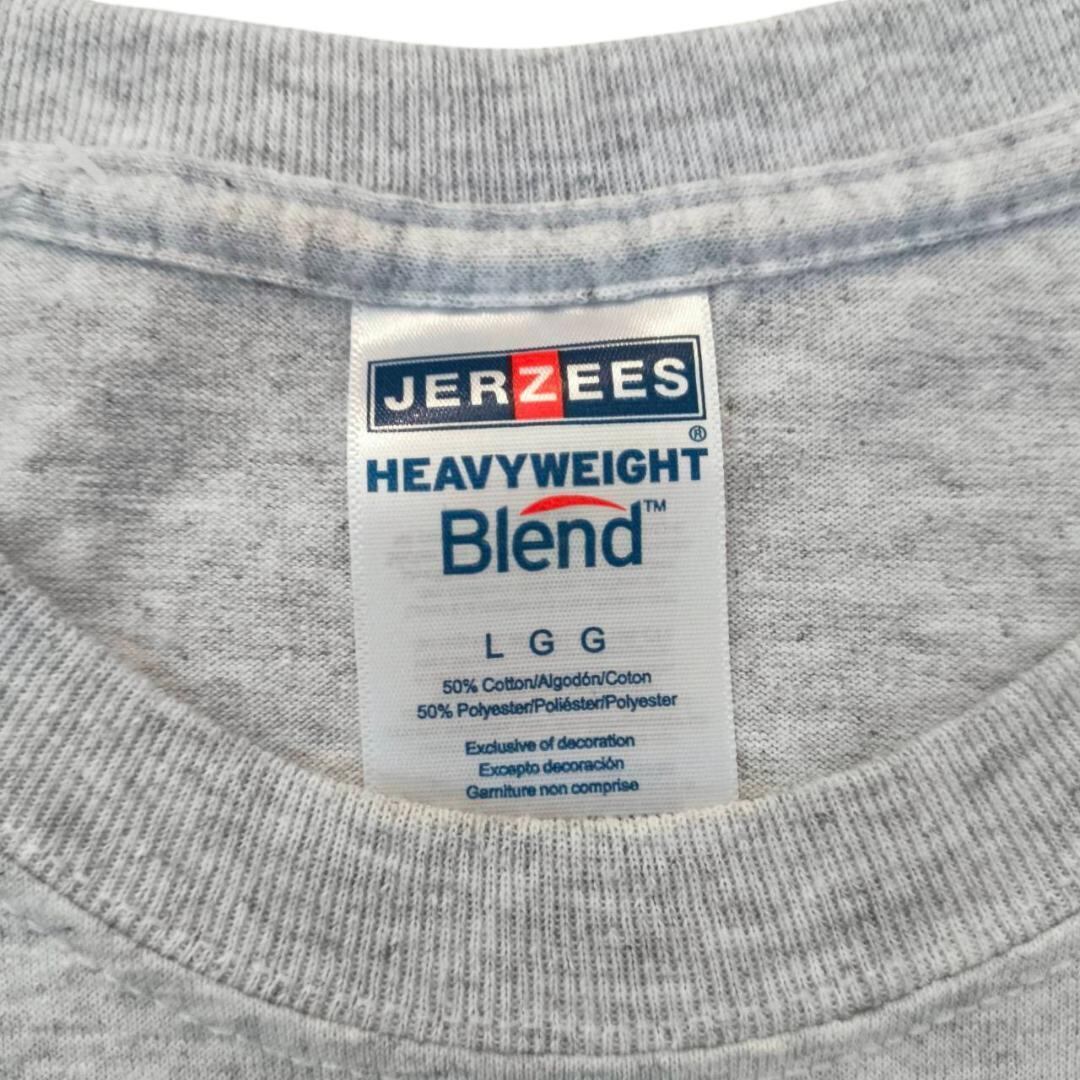 JERZEES
®
HEAVYWEIGHT
Blend™
L G G
50% Cotton/Algodón/Coton
50% Polyester/Poliéster/Polyester
Exclusive of decoration
Excepto decoración
Garniture non comprise